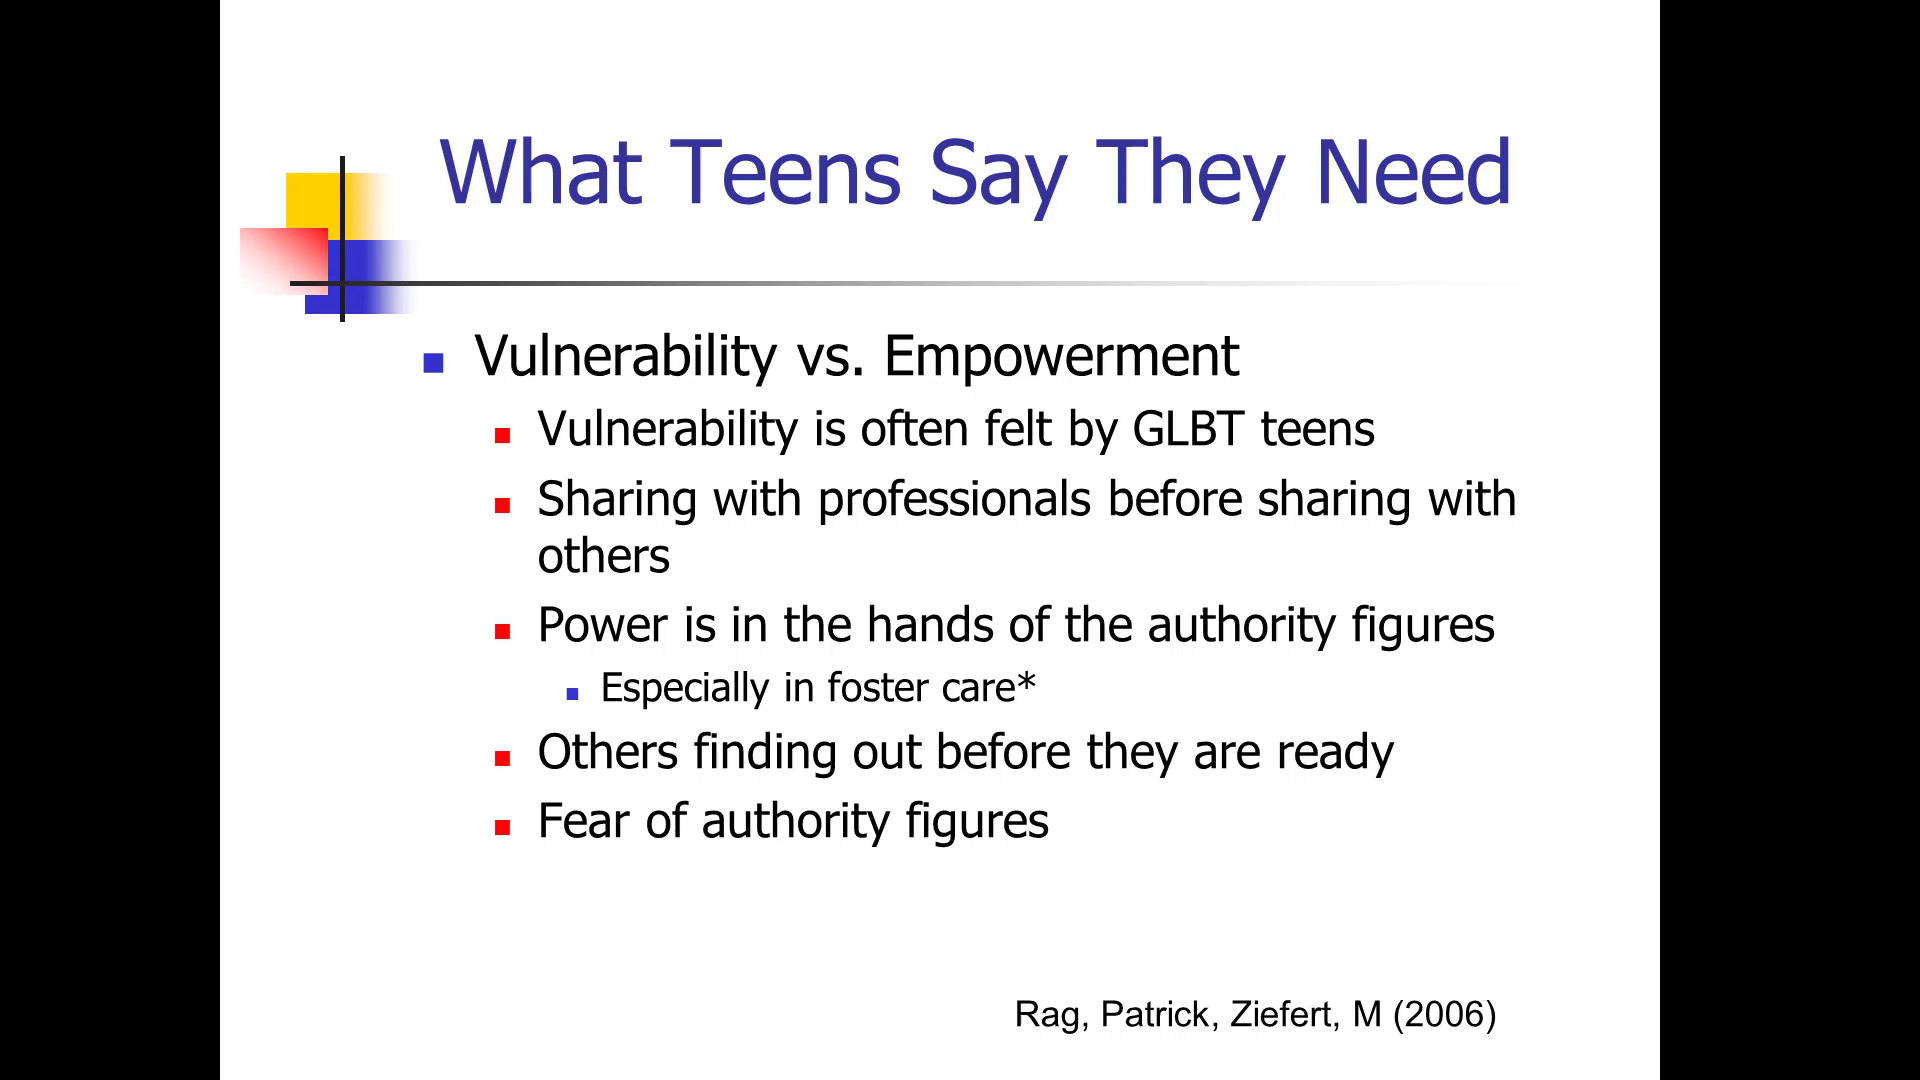 What Teens Say They Need
Vulnerability vs. Empowerment
Vulnerability is often felt by GLBT teens
Sharing with professionals before sharing with
others
Power is in the hands of the authority figures
Especially in foster care*
Others finding out before they are ready
Fear of authority figures
Rag, Patrick, Ziefert, M (2006)